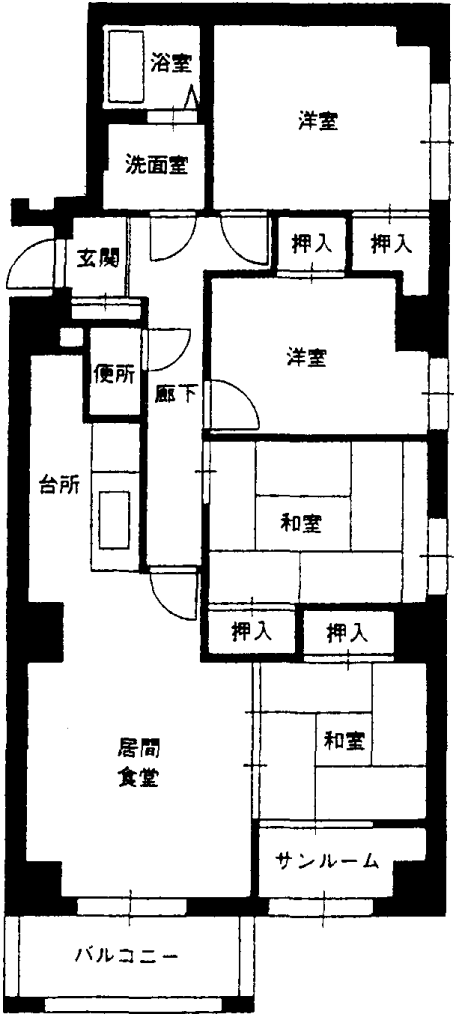 浴室
洋室
洗面室
玄関
押入
押入
便所
洋室
廊下
台所
和室
押入
押入
居間
食堂
和室
サンルーム
バルコニー